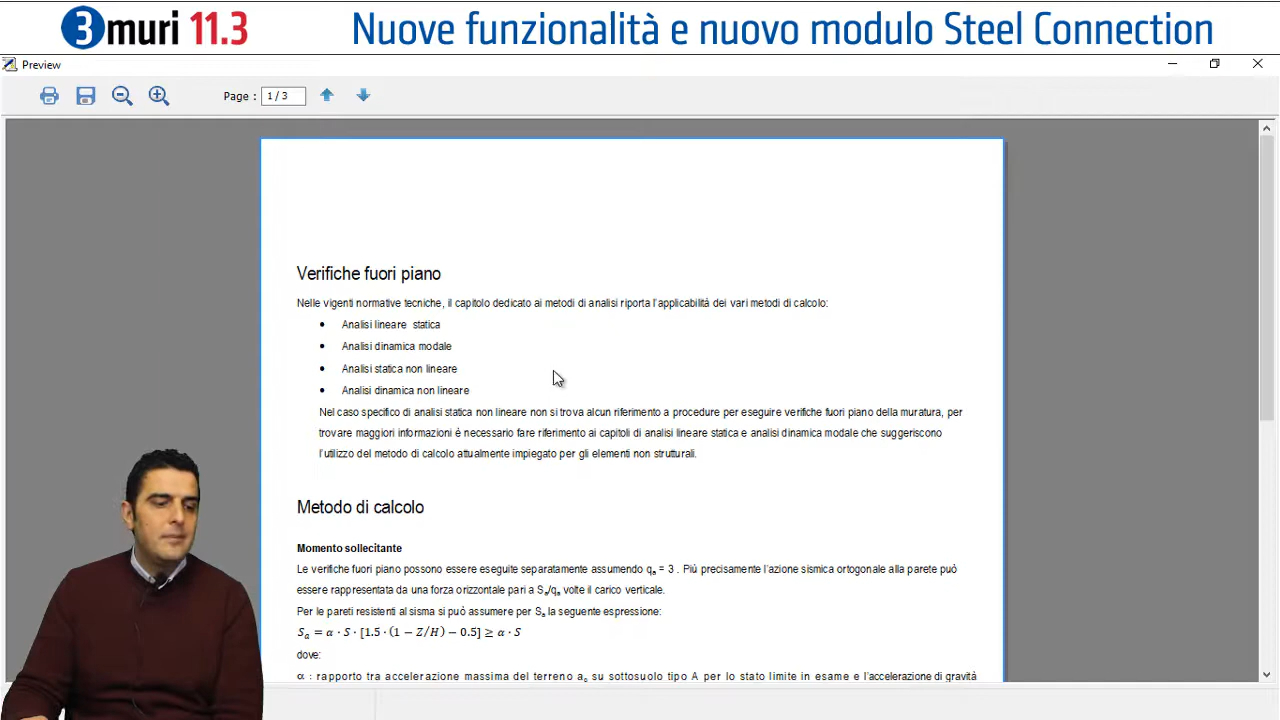 3muri 11.3 Nuove funzionalità e nuovo modulo Steel Connection
Preview
Page : 1 / 3
Verifiche fuori piano
Nelle vigenti normative tecniche, il capitolo dedicato ai metodi di analisi riporta l'applicabilità dei vari metodi di calcolo:
• Analisi lineare statica
• Analisi dinamica modale
• Analisi statica non lineare
• Analisi dinamica non lineare
Nel caso specifico di analisi statica non lineare non si trova alcun riferimento a procedure per eseguire verifiche fuori piano della muratura, per
trovare maggiori informazioni è necessario fare riferimento ai capitoli di analisi lineare statica e analisi dinamica modale che suggeriscono
l'utilizzo del metodo di calcolo attualmente impiegato per gli elementi non strutturali.
Metodo di calcolo
Momento sollecitante
Le verifiche fuori piano possono essere eseguite separatamente assumendo qₐ = 3 . Più precisamente l'azione sismica ortogonale alla parete può
essere rappresentata da una forza orizzontale pari a Sₐ/qₐ volte il carico verticale.
Per le pareti resistenti al sisma si può assumere per Sₐ la seguente espressione:
Sₐ = α · S · [1.5 · (1 − Z/H) − 0.5] ≥ α · S
dove:
α : rapporto tra accelerazione massima del terreno a_g su sottosuolo tipo A per lo stato limite in esame e l'accelerazione di gravità